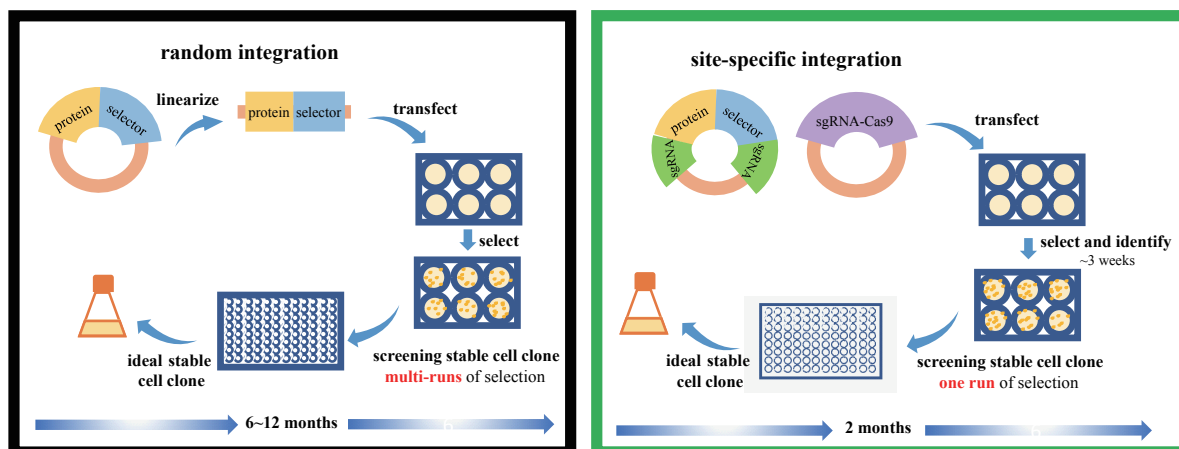 random integration
protein
selector
linearize
protein
selector
transfect
select
screening stable cell clone
multi-runs of selection
ideal stable
cell clone
6~12 months
6
site-specific integration
protein
selector
sgRNA
sgRNA
sgRNA-Cas9
transfect
select and identify
~3 weeks
screening stable cell clone
one run of selection
ideal stable
cell clone
2 months